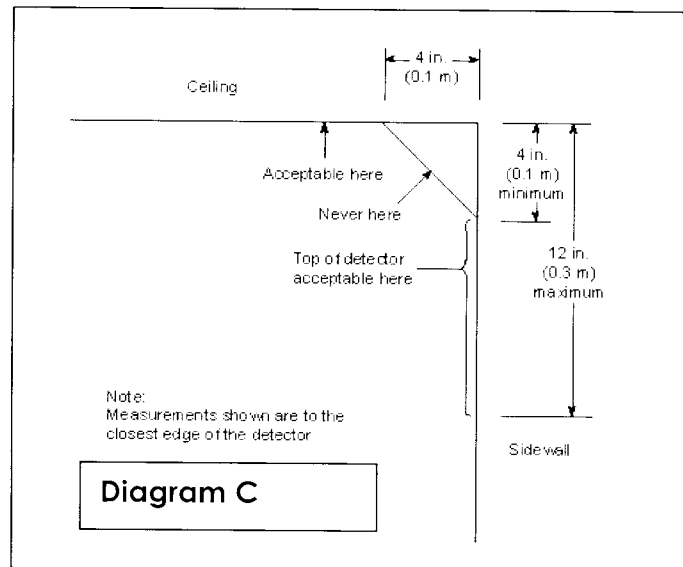 4 in.
(0.1 m)
Ceiling
Acceptable here
Never here
4 in.
(0.1 m)
minimum
Top of detector
acceptable here
12 in.
(0.3 m)
maximum
Note:
Measurements shown are to the
closest edge of the detector
Sidewall
Diagram C